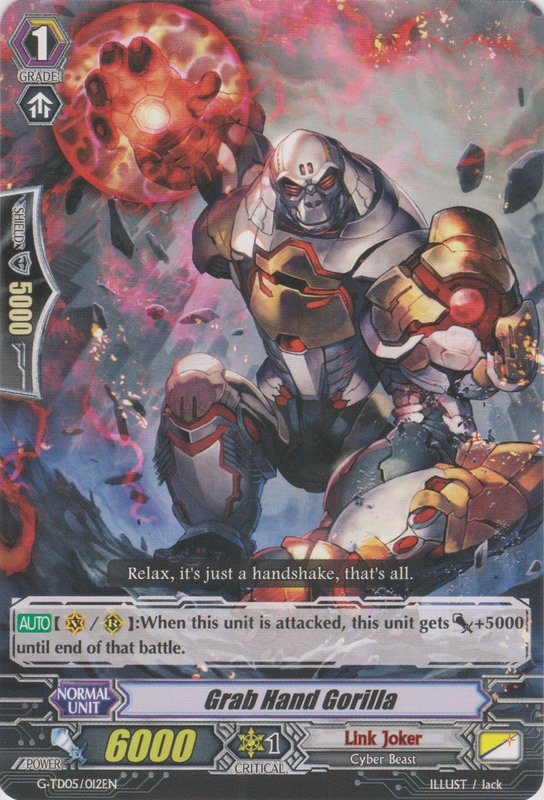 1
GRADE
SHIELD
5000
Relax, it's just a handshake, that's all.
AUTO【 V / R 】:When this unit is attacked, this unit gets +5000
until end of that battle.
NORMAL
UNIT
Grab Hand Gorilla
POWER
6000
1
CRITICAL
Link Joker
Cyber Beast
G-TD05/012EN
ILLUST / lack